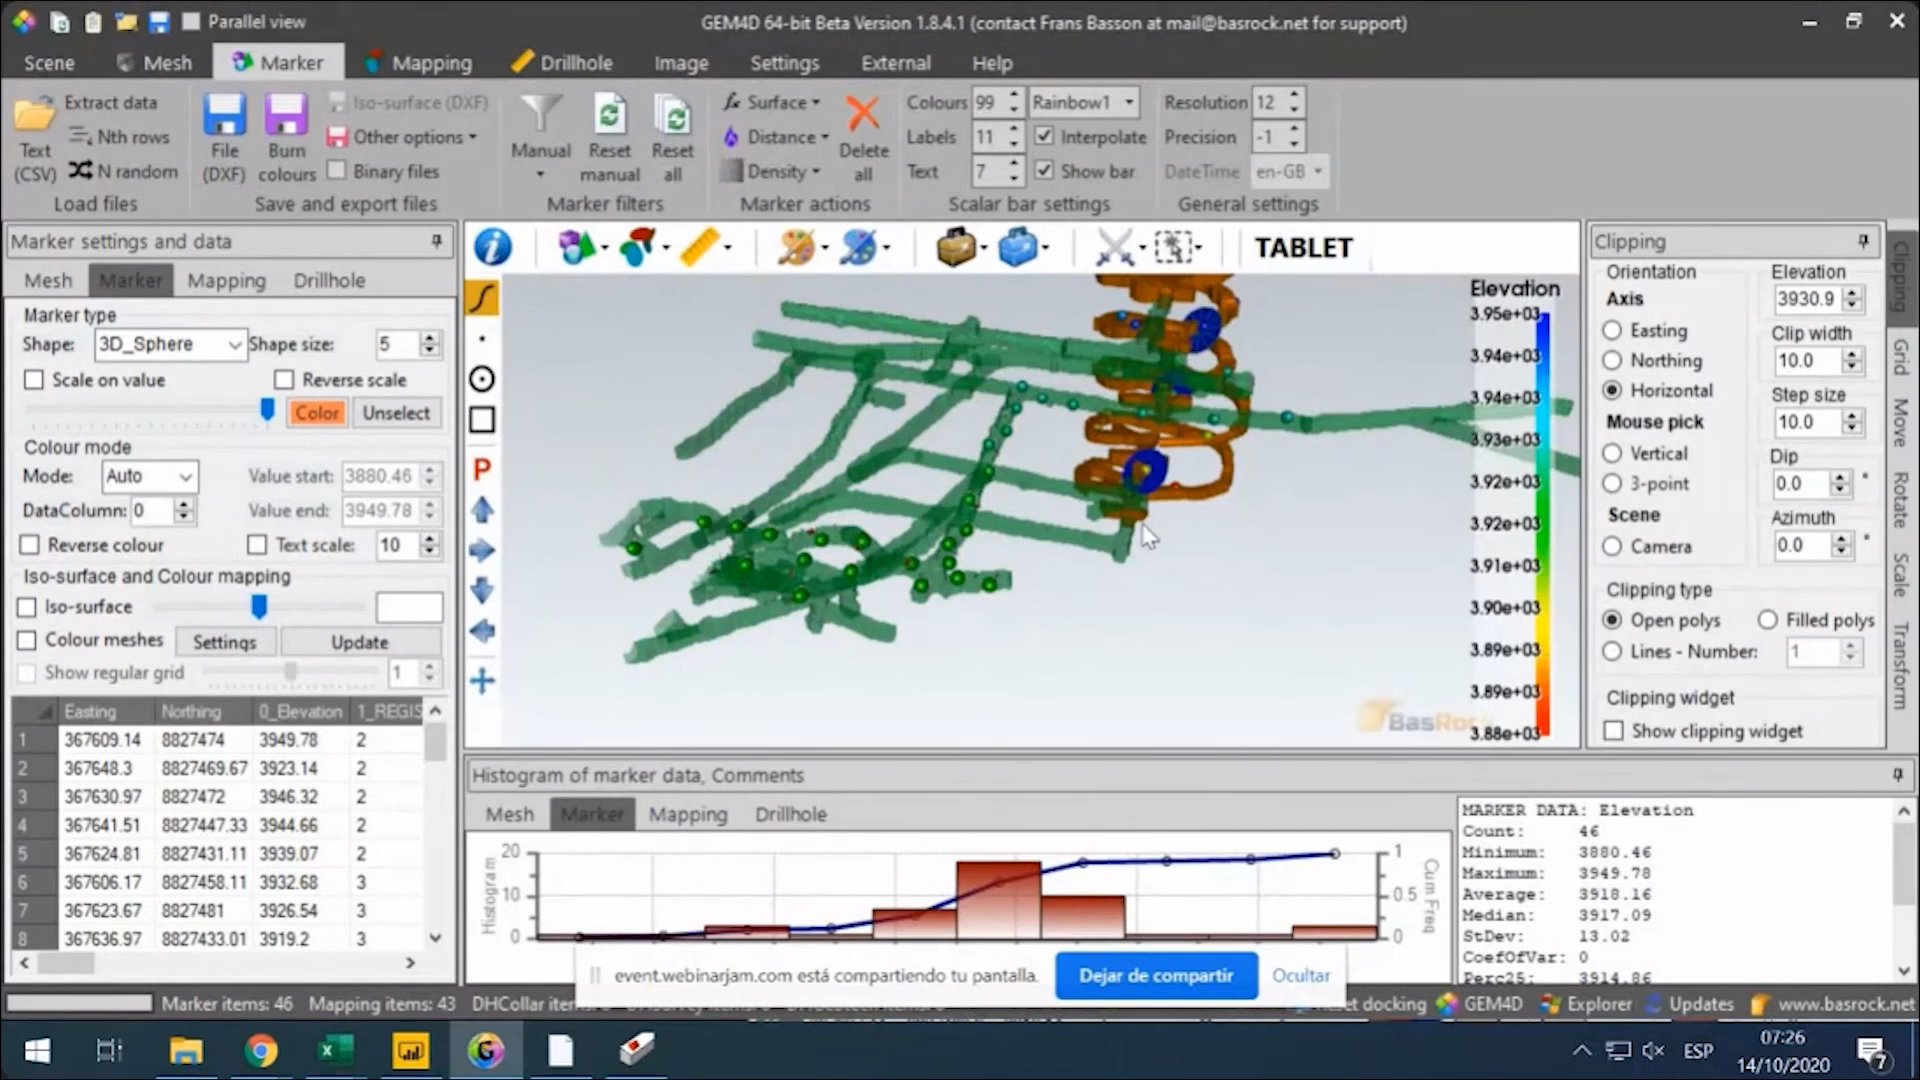 Parallel view
GEM4D 64-bit Beta Version 1.8.4.1 (contact Frans Basson at mail@basrock.net for support)
Scene Mesh Marker Mapping Drillhole Image Settings External Help
Extract data
Nth rows
Text (CSV)
N random
Load files
File (DXF)
Burn colours
Iso-surface (DXF)
Other options
Binary files
Save and export files
Manual
Reset manual
Reset all
Marker filters
Surface
Distance
Density
Delete all
Marker actions
Colours 99 Rainbow1
Labels 11 Interpolate
Text 7 Show bar
Scalar bar settings
Resolution 12
Precision -1
DateTime en-GB
General settings
Marker settings and data
Mesh Marker Mapping Drillhole
Marker type
Shape: 3D_Sphere Shape size: 5
Scale on value Reverse scale
Color Unselect
Colour mode
Mode: Auto Value start: 3880.46
DataColumn: 0 Value end: 3949.78
Reverse colour Text scale: 10
Iso-surface and Colour mapping
Iso-surface
Colour meshes Settings Update
Show regular grid 1
Easting Northing 0_Elevation 1_REGIS
1 367609.14 8827474 3949.78 2
2 367648.3 8827469.67 3923.14 2
3 367630.97 8827472 3946.32 2
4 367641.51 8827447.33 3944.66 2
5 367624.81 8827431.11 3939.07 2
6 367606.17 8827458.11 3932.68 3
7 367623.67 8827481 3926.54 3
8 367636.97 8827433.01 3919.2 3
TABLET
P
Elevation
3.95e+03
3.94e+03
3.94e+03
3.93e+03
3.92e+03
3.92e+03
3.91e+03
3.90e+03
3.89e+03
3.89e+03
3.88e+03
BasRock
Clipping
Orientation
Axis
Easting
Northing
Horizontal
Mouse pick
Vertical
3-point
Scene
Camera
Elevation
3930.9
Clip width
10.0
Step size
10.0
Dip
0.0 °
Azimuth
0.0 °
Clipping type
Open polys Filled polys
Lines - Number: 1
Clipping widget
Show clipping widget
Clipping
Grid
Move
Rotate
Scale
Transform
Histogram of marker data, Comments
Mesh Marker Mapping Drillhole
Histogram
20
10
0
1
0.5
0
Cum Freq
MARKER DATA: Elevation
Count: 46
Minimum: 3880.46
Maximum: 3949.78
Average: 3918.16
Median: 3917.09
StDev: 13.02
CoefOfVar: 0
Perc25: 3914.86
event.webinarjam.com está compartiendo tu pantalla. Dejar de compartir Ocultar
Marker items: 46 Mapping items: 43 docking GEM4D Explorer Updates www.basrock.net
ESP
07:26
14/10/2020
7